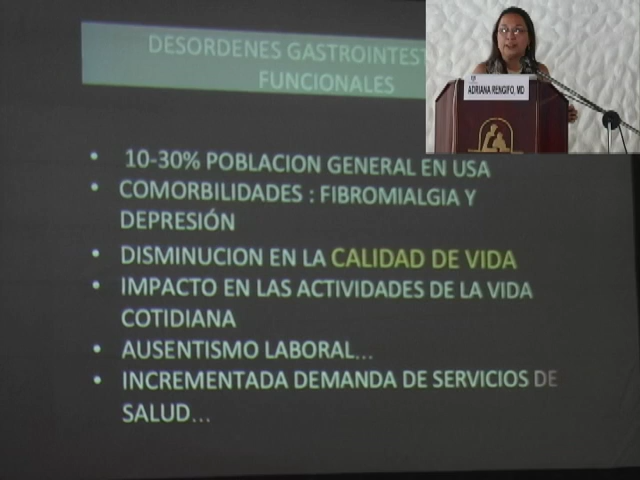 DESORDENES GASTROINTEST
FUNCIONALES
ADRIANA RENGIFO, MD
• 10-30% POBLACION GENERAL EN USA
• COMORBILIDADES : FIBROMIALGIA Y
DEPRESIÓN
• DISMINUCION EN LA CALIDAD DE VIDA
• IMPACTO EN LAS ACTIVIDADES DE LA VIDA
COTIDIANA
• AUSENTISMO LABORAL...
• INCREMENTADA DEMANDA DE SERVICIOS DE
SALUD...